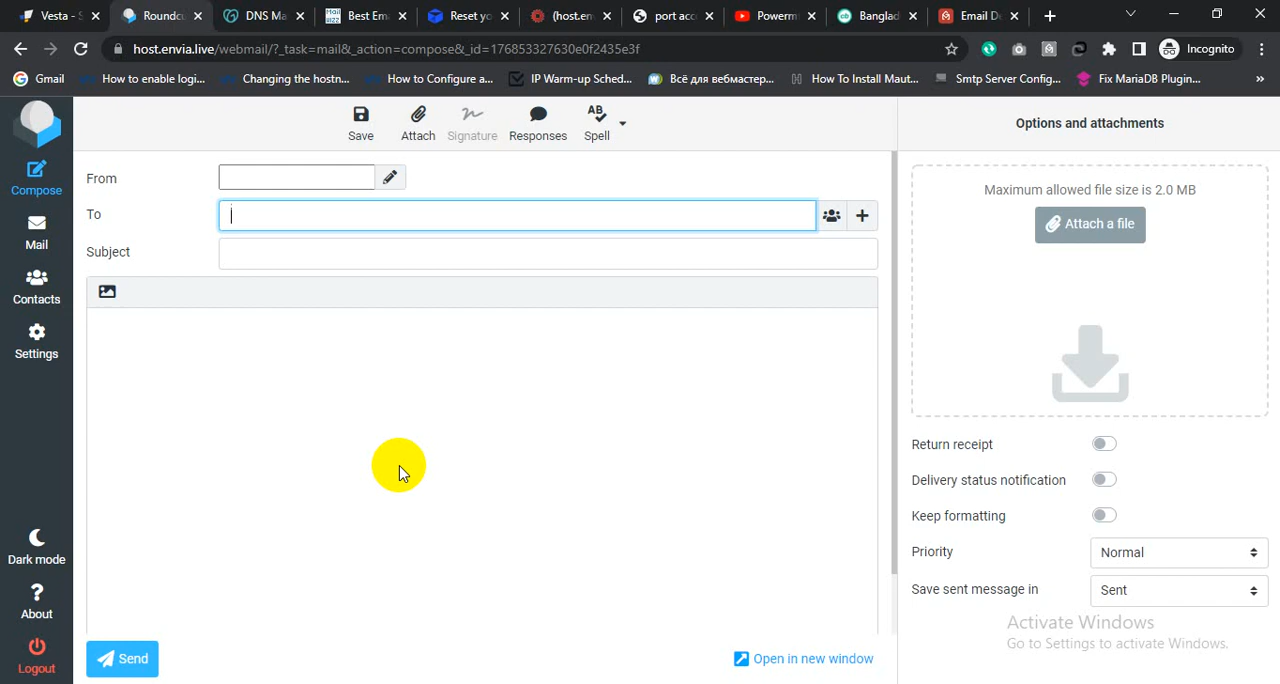 Vesta -
Roundcu
DNS Ma
Best Em
Reset yo
(host.en
port acc
Powerm
Banglad
Email De
host.envia.live/webmail/?_task=mail&_action=compose&_id=176853327630e0f2435e3f
Incognito
Gmail
How to enable logi...
Changing the hostn...
How to Configure a...
IP Warm-up Sched...
Всё для вебмастер...
How To Install Maut...
Smtp Server Config...
Fix MariaDB Plugin...
»
Compose
Mail
Contacts
Settings
Dark mode
About
Logout
Save
Attach
Signature
Responses
Spell
From
To
Subject
Send
Open in new window
Options and attachments
Maximum allowed file size is 2.0 MB
Attach a file
Return receipt
Delivery status notification
Keep formatting
Priority
Normal
Save sent message in
Sent
Activate Windows
Go to Settings to activate Windows.